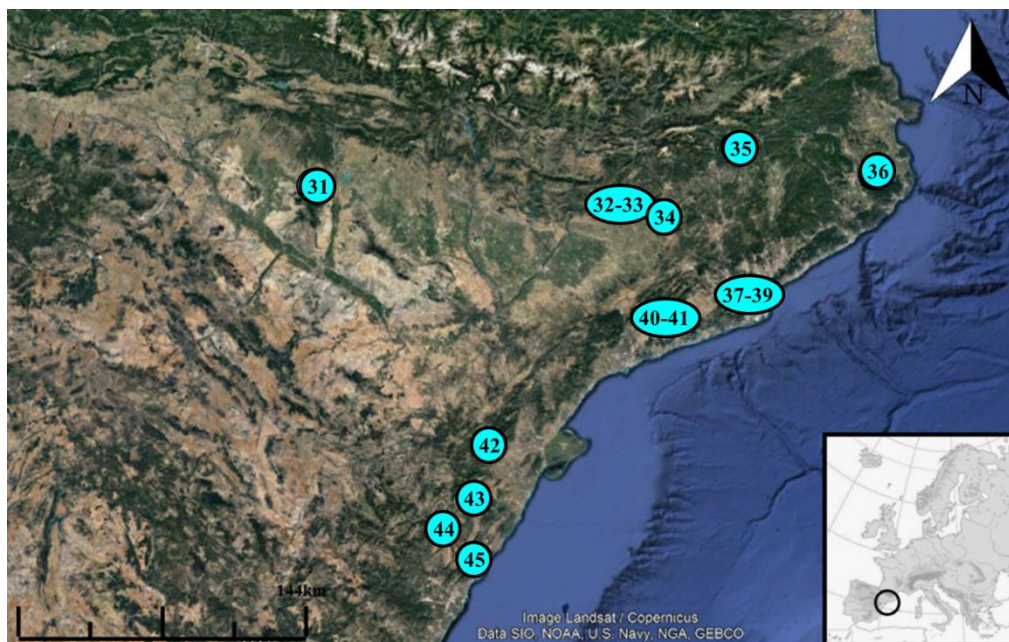 N
35
36
31
32-33
34
37-39
40-41
42
43
44
45
144km
Image Landsat / Copernicus
Data SIO, NOAA, U.S. Navy, NGA, GEBCO